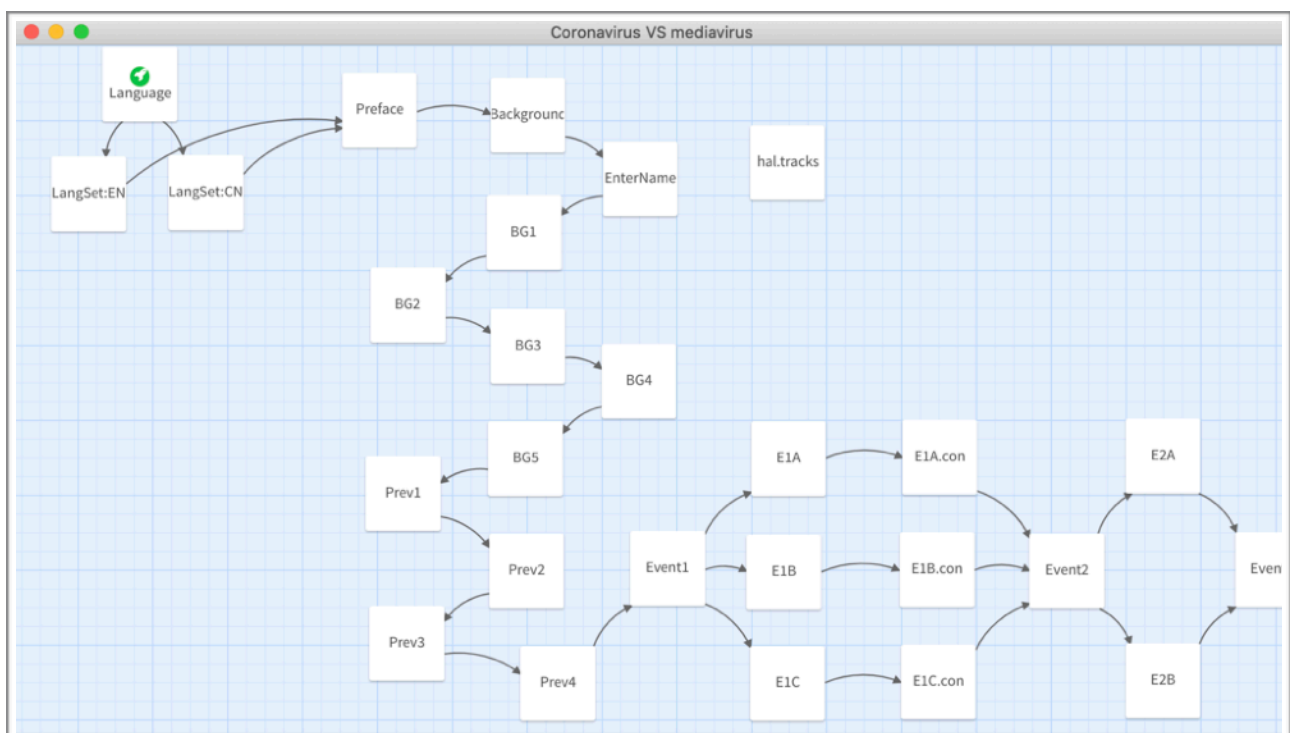 Coronavirus VS mediavirus
Language
LangSet:EN
LangSet:CN
Preface
Background
EnterName
hal.tracks
BG1
BG2
BG3
BG4
BG5
Prev1
Prev2
Prev3
Prev4
Event1
E1A
E1A.con
E1B
E1B.con
E1C
E1C.con
Event2
E2A
E2B
Even